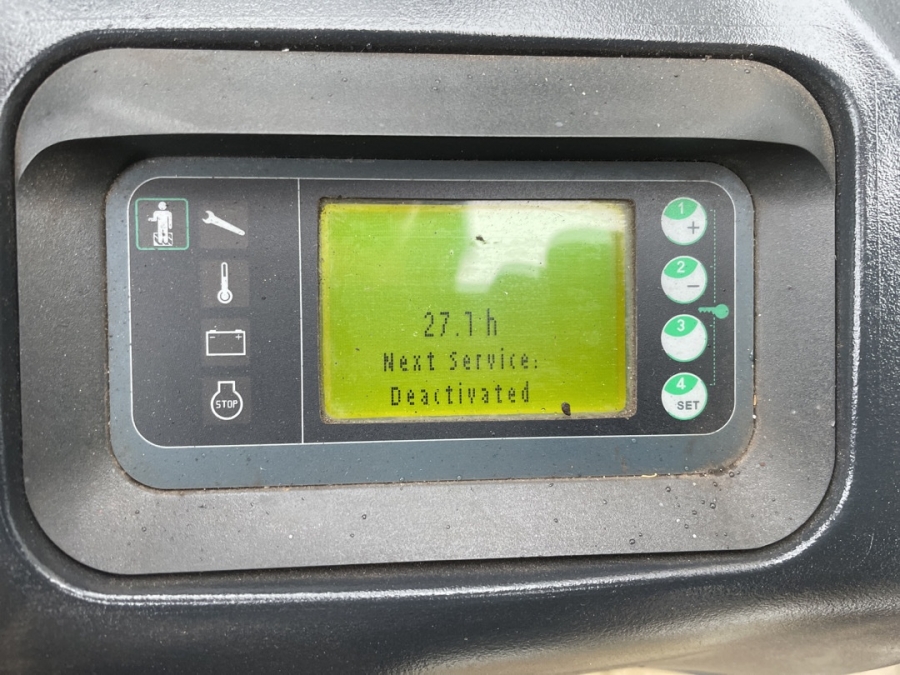 27.1 h
Next Service:
Deactivated
STOP
1
+
2
−
3
4
SET